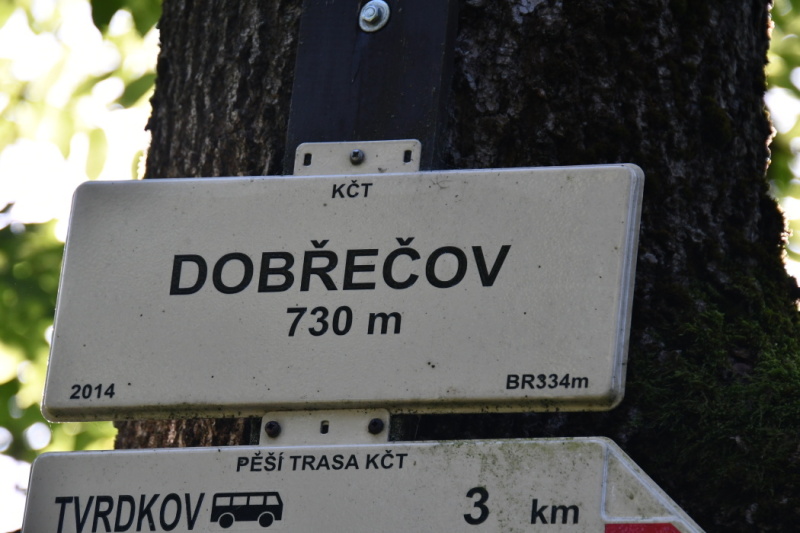 KČT
DOBŘEČOV
730 m
2014 BR334m
PĚŠÍ TRASA KČT
TVRDKOV 3 km